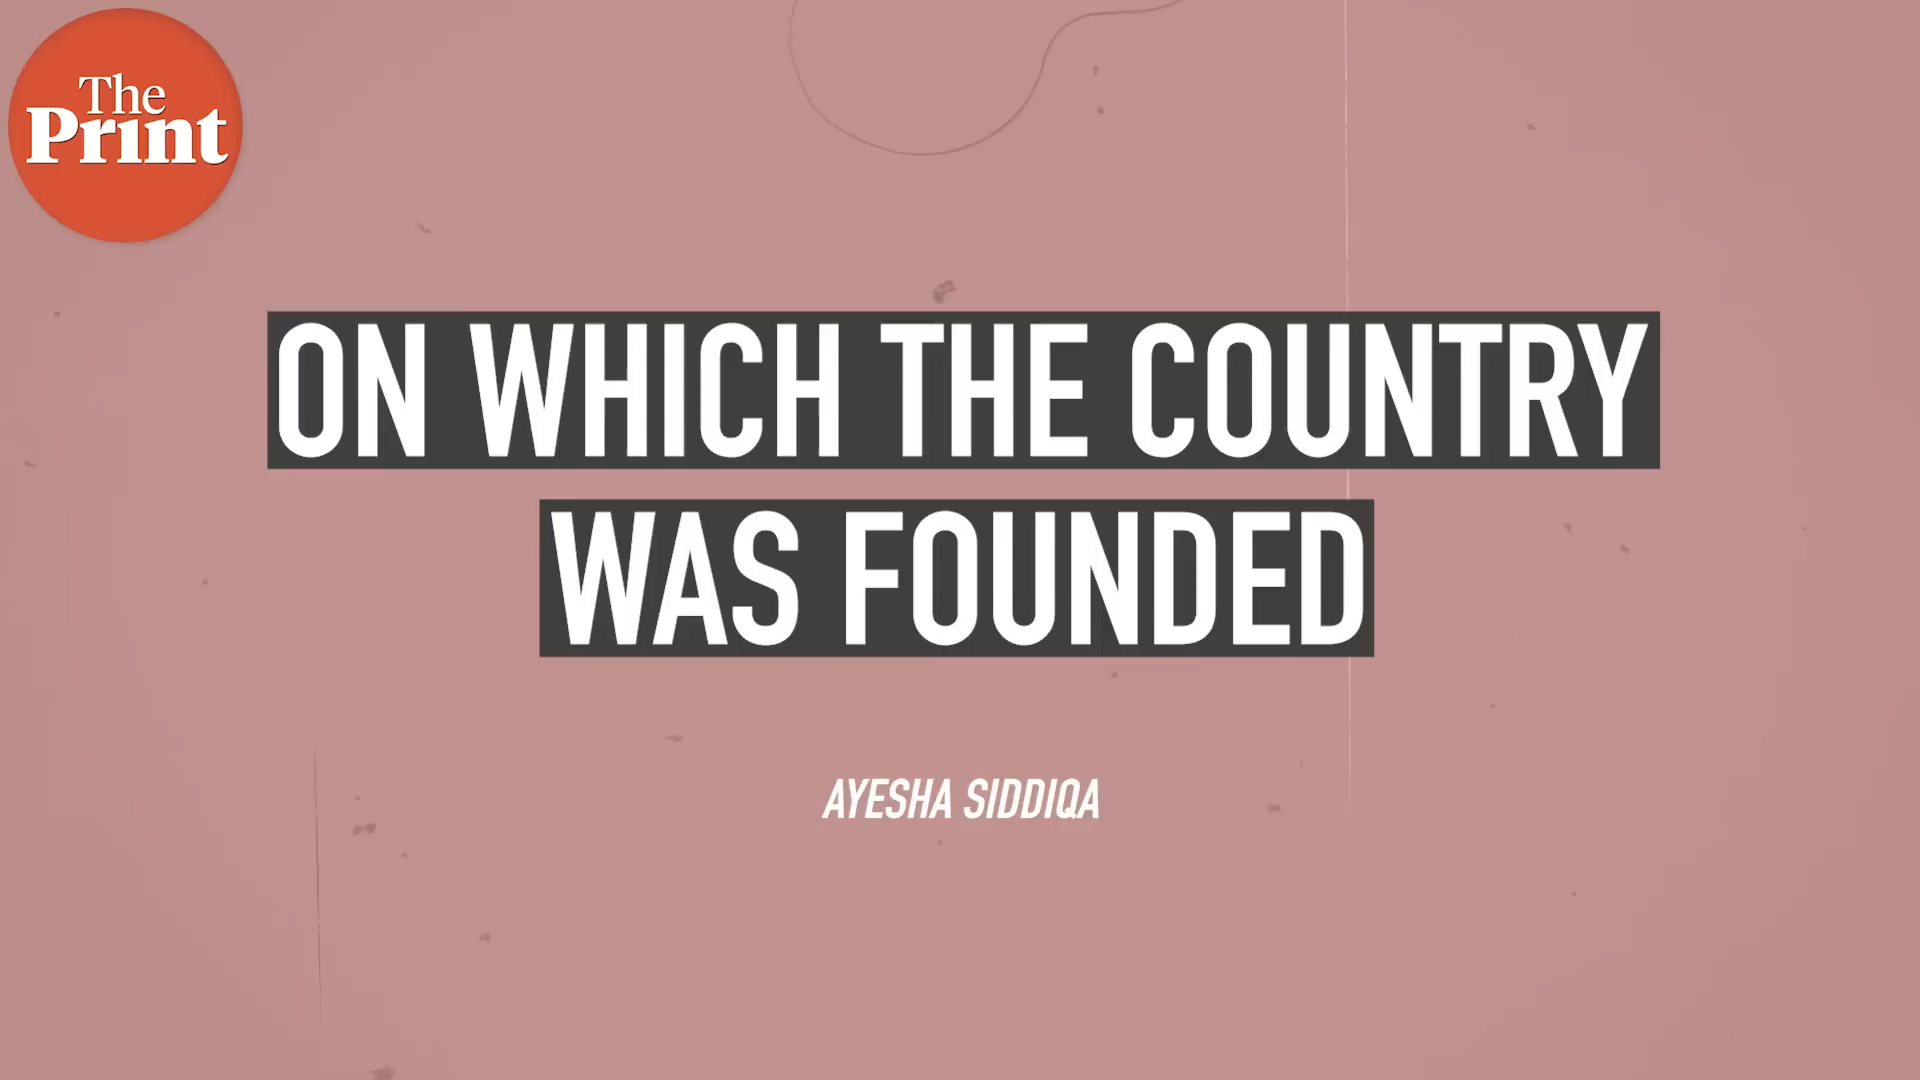 The
Print
ON WHICH THE COUNTRY
WAS FOUNDED
AYESHA SIDDIQA